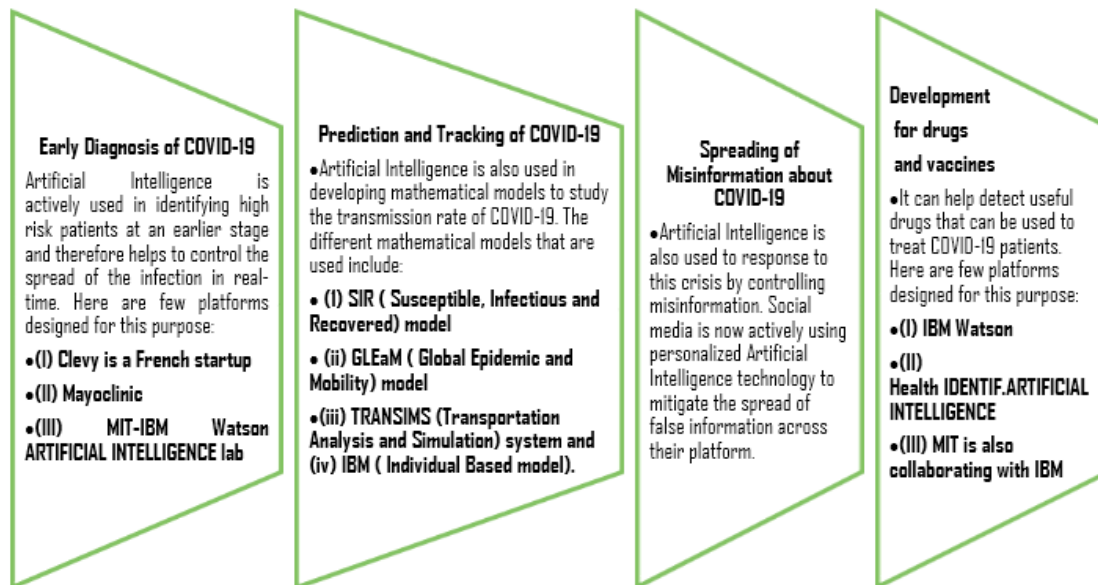 Early Diagnosis of COVID-19
Artificial Intelligence is
actively used in identifying high
risk patients at an earlier stage
and therefore helps to control the
spread of the infection in real-
time. Here are few platforms
designed for this purpose:
•(I) Clevy is a French startup
•(II) Mayoclinic
•(III) MIT-IBM Watson
ARTIFICIAL INTELLIGENCE lab
Prediction and Tracking of COVID-19
•Artificial Intelligence is also used in
developing mathematical models to study
the transmission rate of COVID-19. The
different mathematical models that are
used include:
• (I) SIR ( Susceptible, Infectious and
Recovered) model
• (ii) GLEaM ( Global Epidemic and
Mobility) model
•(iii) TRANSIMS (Transportation
Analysis and Simulation) system and
(iv) IBM ( Individual Based model).
Spreading of
Misinformation about
COVID-19
•Artificial Intelligence is
also used to response to
this crisis by controlling
misinformation. Social
media is now actively using
personalized Artificial
Intelligence technology to
mitigate the spread of
false information across
their platform.
Development
for drugs
and vaccines
•It can help detect useful
drugs that can be used to
treat COVID-19 patients.
Here are few platforms
designed for this purpose:
•(I) IBM Watson
•(II)
Health IDENTIF.ARTIFICIAL
INTELLIGENCE
•(III) MIT is also
collaborating with IBM